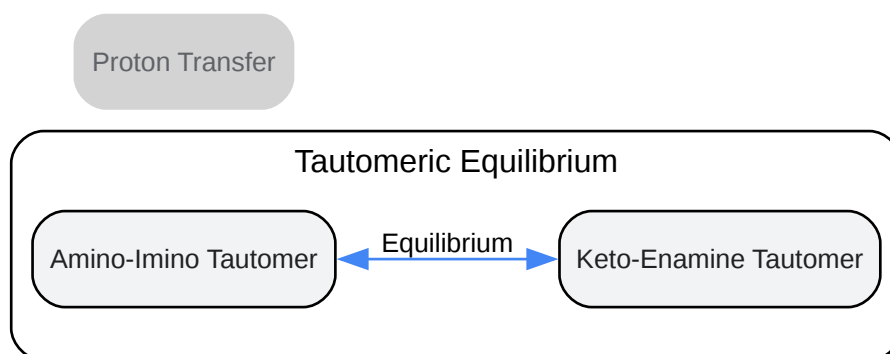 Proton Transfer
Tautomeric Equilibrium
Equilibrium
Amino-Imino Tautomer
Keto-Enamine Tautomer